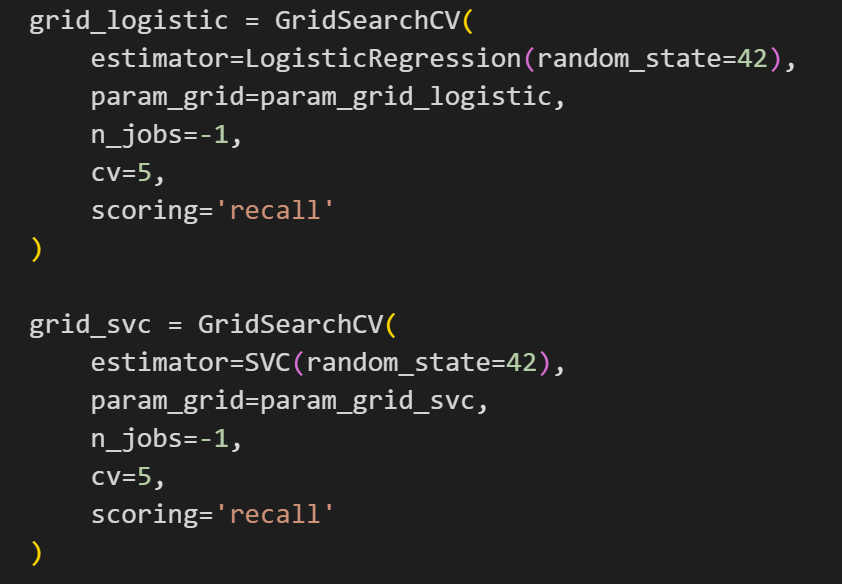 grid_logistic = GridSearchCV(
    estimator=LogisticRegression(random_state=42),
    param_grid=param_grid_logistic,
    n_jobs=-1,
    cv=5,
    scoring='recall'
)

grid_svc = GridSearchCV(
    estimator=SVC(random_state=42),
    param_grid=param_grid_svc,
    n_jobs=-1,
    cv=5,
    scoring='recall'
)